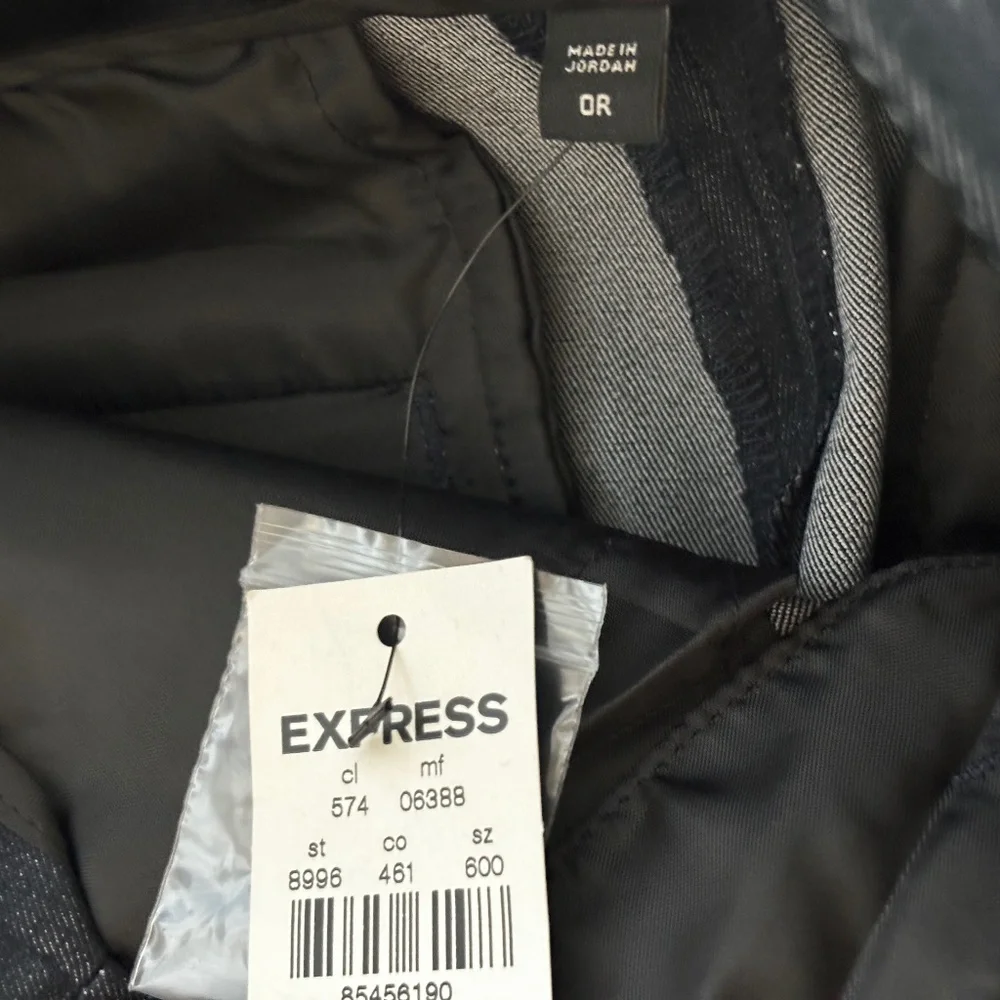 MADE IN
JORDAN
0R
EXPRESS
cl mf
574 06388
st co sz
8996 461 600
85456190